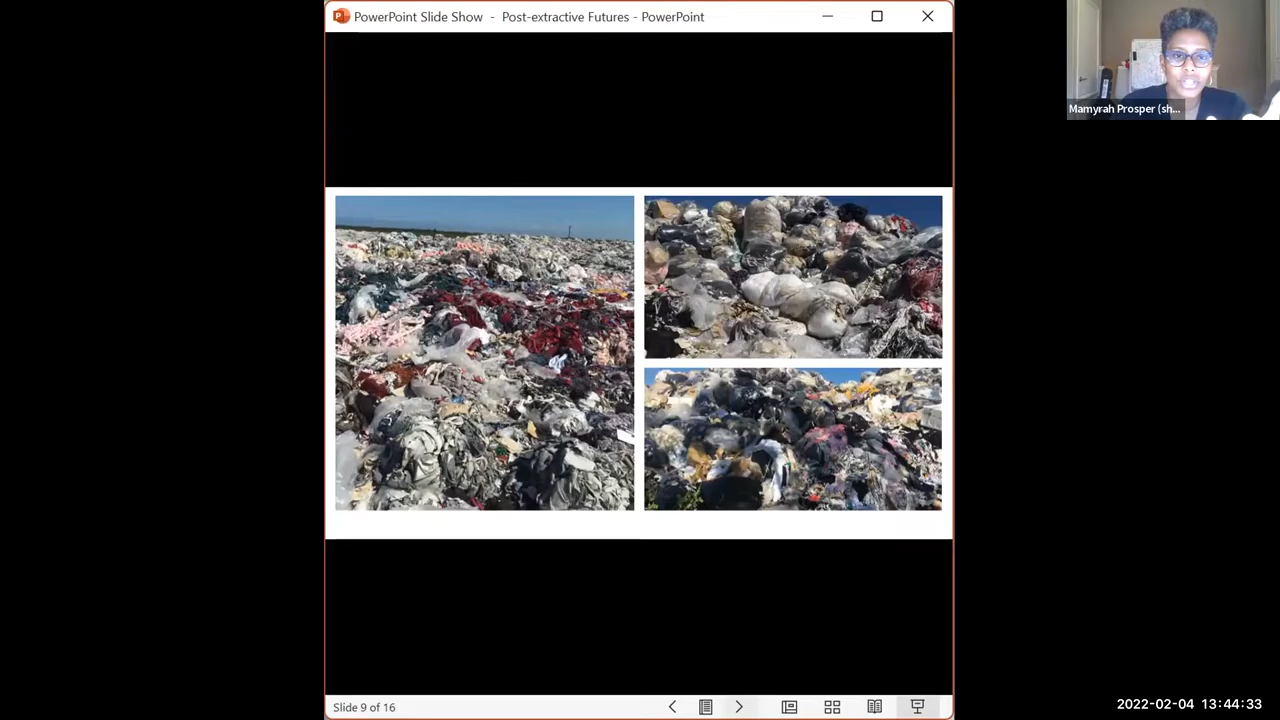 PowerPoint Slide Show - Post-extractive Futures - PowerPoint
Mamyrah Prosper (sh...
Slide 9 of 16
2022-02-04 13:44:33